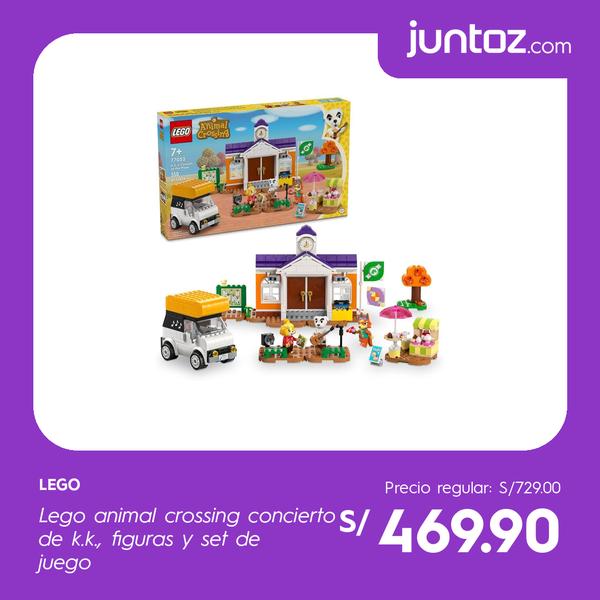 juntoz.com
LEGO
Animal
Crossing
7+
77052
LEGO
Precio regular: S/729.00
Lego animal crossing concierto
de k.k., figuras y set de
juego
S/ 469.90